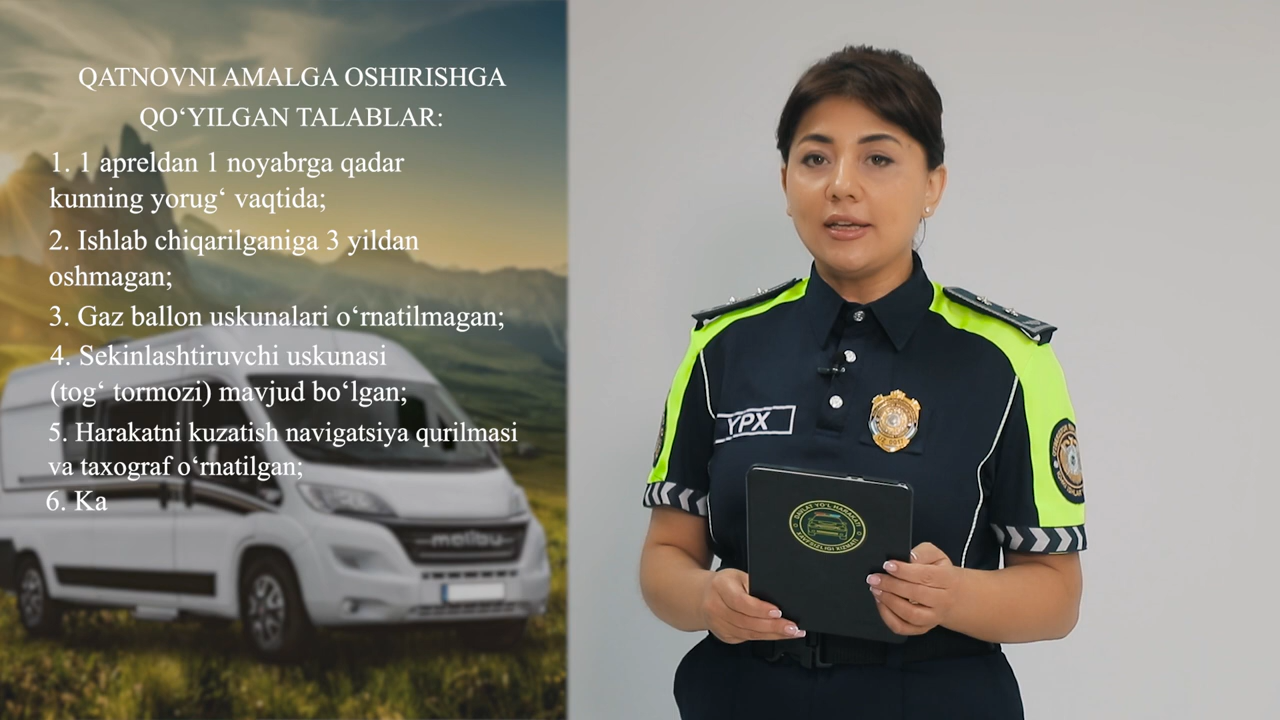 QATNOVNI AMALGA OSHIRISHGA
QO‘YILGAN TALABLAR:
1. 1 apreldan 1 noyabrga qadar
kunning yorug‘ vaqtida;
2. Ishlab chiqarilganiga 3 yildan
oshmagan;
3. Gaz ballon uskunalari o‘rnatilmagan;
4. Sekinlashtiruvchi uskunasi
(tog‘ tormozi) mavjud bo‘lgan;
5. Harakatni kuzatish navigatsiya qurilmasi
va taxograf o‘rnatilgan;
6. Ka
malibu
YPX